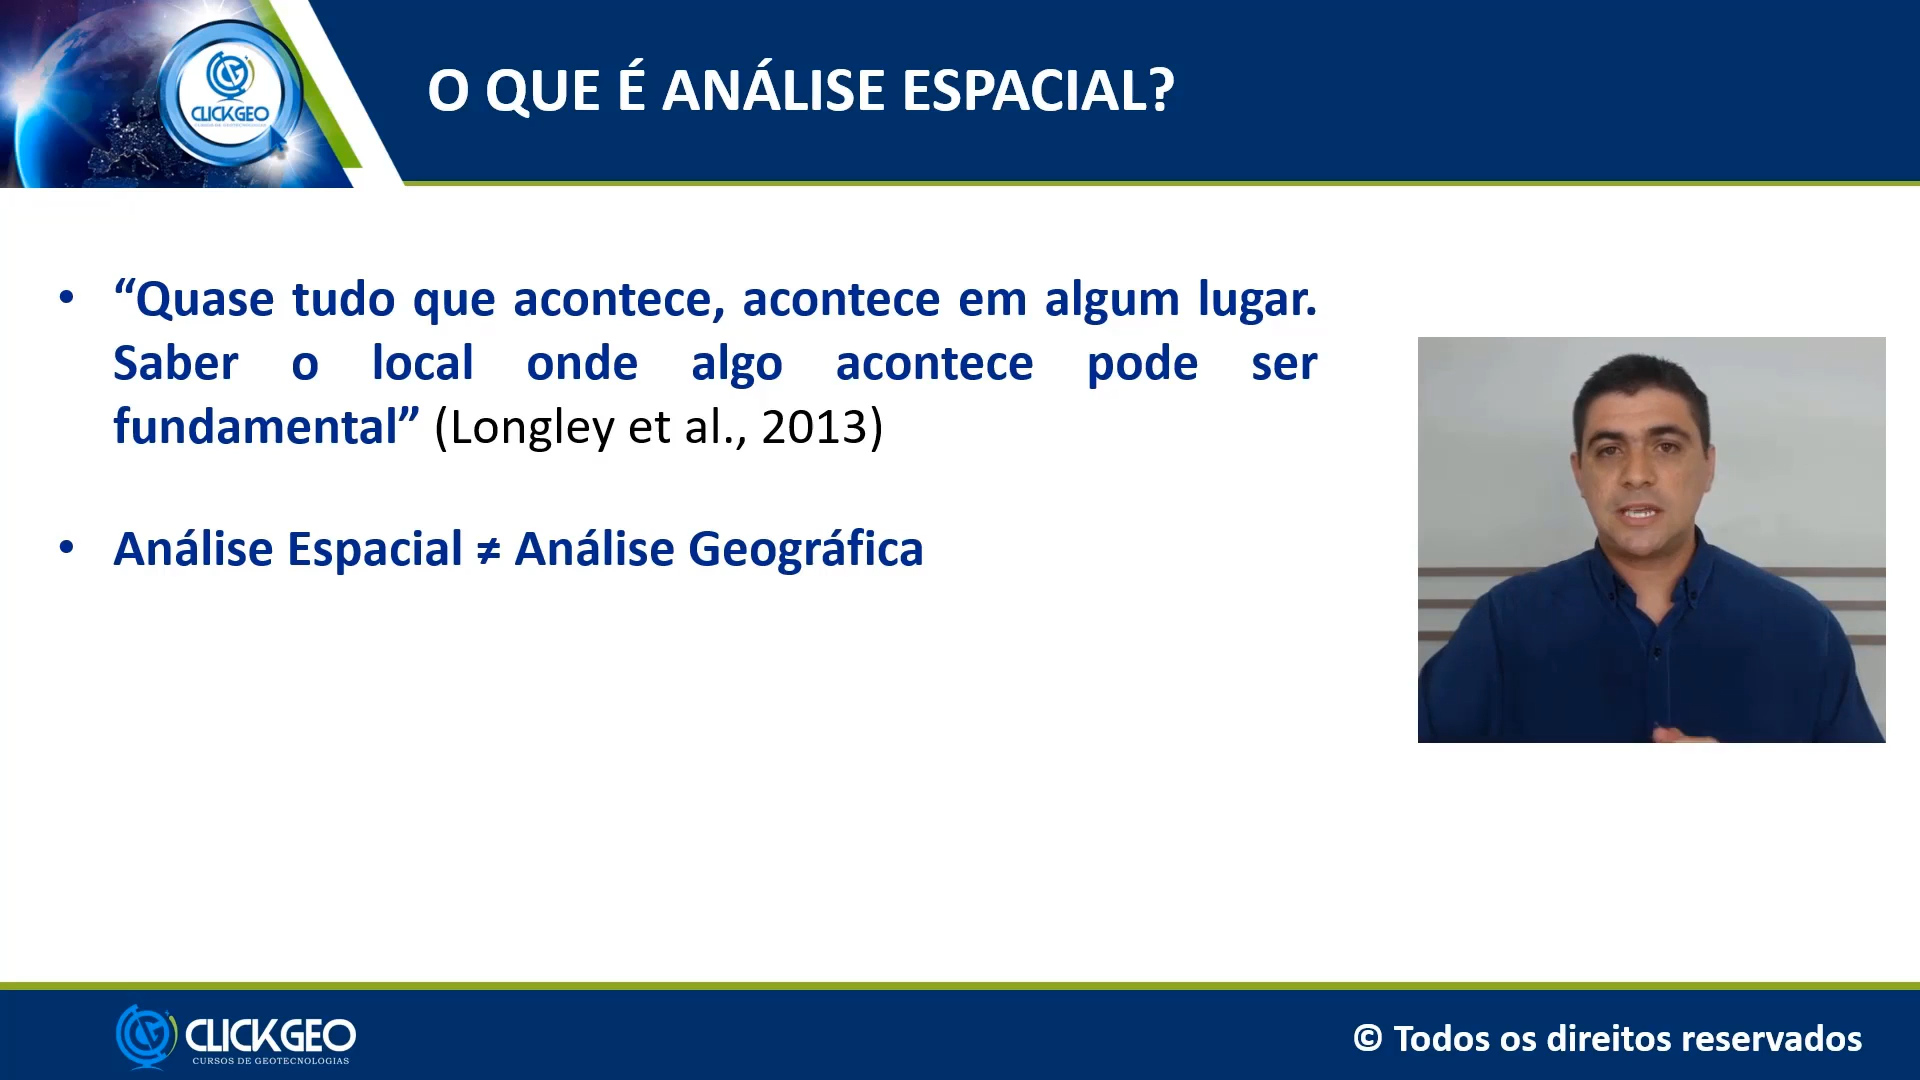 CLICKGEO
O QUE É ANÁLISE ESPACIAL?
• “Quase tudo que acontece, acontece em algum lugar.
Saber o local onde algo acontece pode ser
fundamental” (Longley et al., 2013)
• Análise Espacial ≠ Análise Geográfica
CLICKGEO
CURSOS DE GEOTECNOLOGIAS
© Todos os direitos reservados